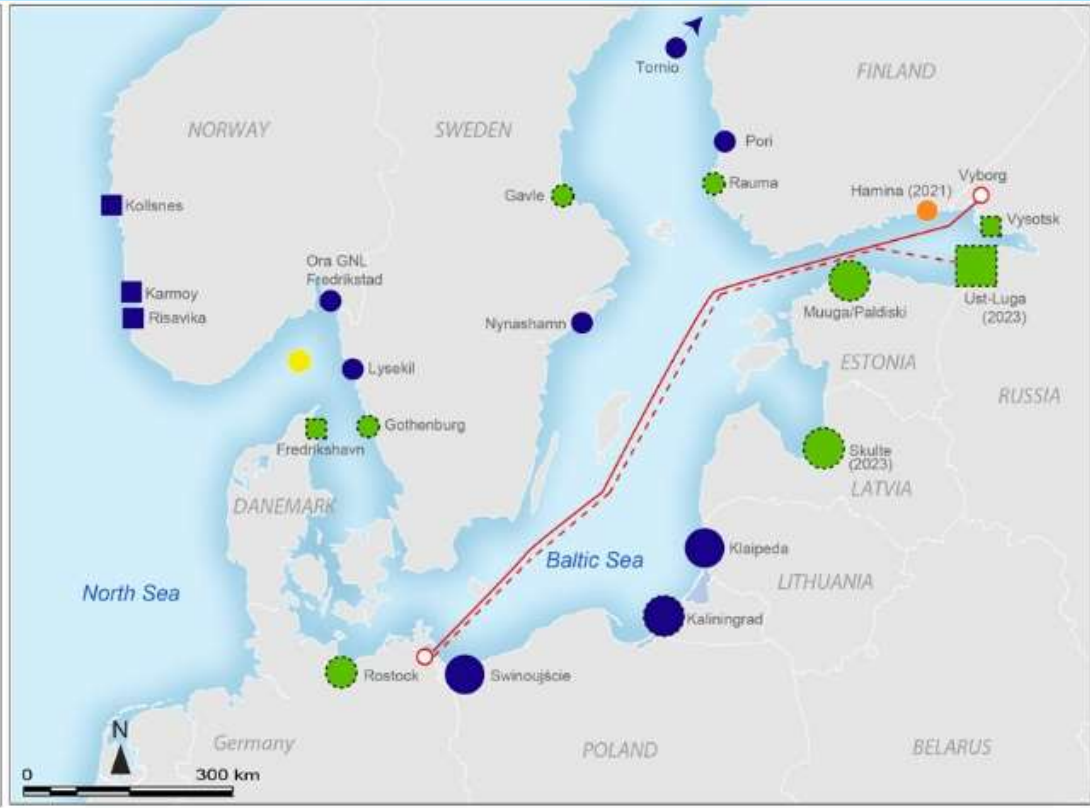 Tornio
FINLAND
NORWAY
SWEDEN
Pori
Vyborg
Rauma
Hamina (2021)
Gavle
Kollsnes
Vysotsk
Ora GNL
Fredrikstad
Karmoy
Risavika
Ust-Luga
(2023)
Muuga/Paldiski
Nynashamn
ESTONIA
Lysekil
RUSSIA
Gothenburg
Fredrikshavn
Skulte
(2023)
LATVIA
DANEMARK
Klaipeda
Baltic Sea
LITHUANIA
North Sea
Kaliningrad
Rostock
Swinoujście
N
Germany
POLAND
BELARUS
0 300 km